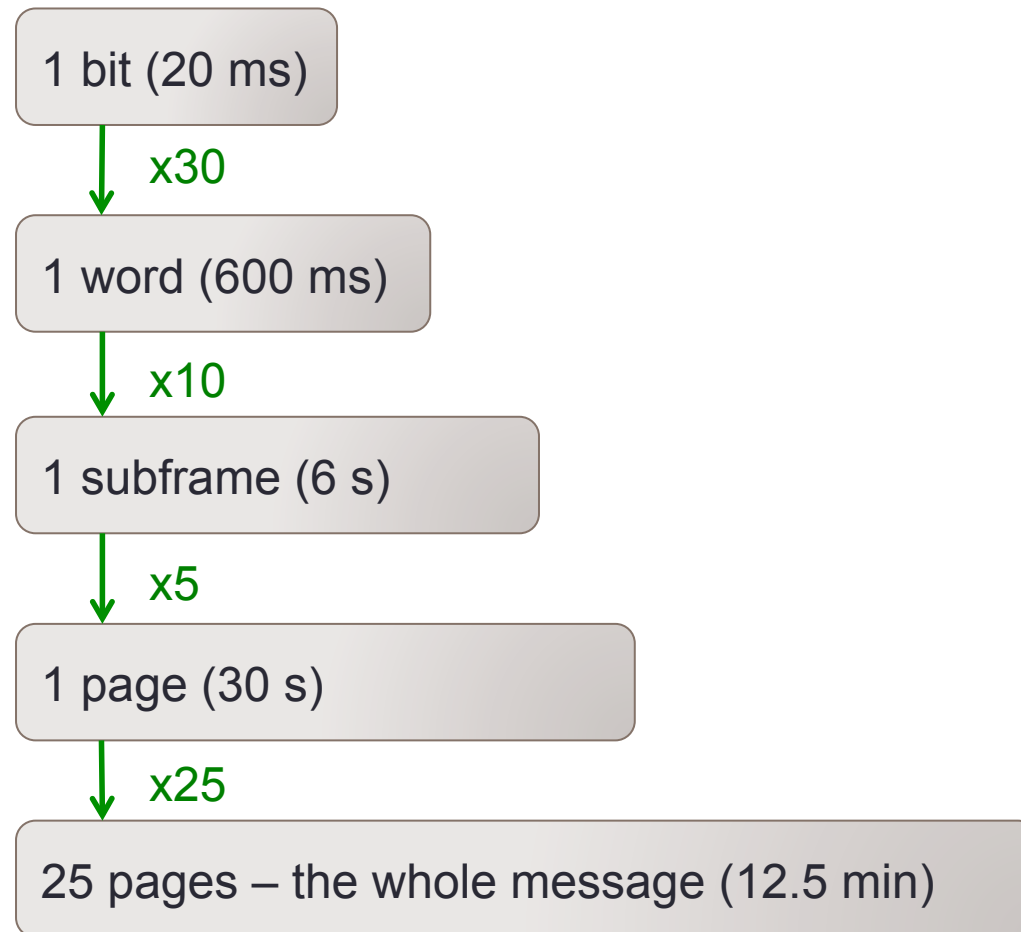 1 bit (20 ms)
x30
1 word (600 ms)
x10
1 subframe (6 s)
x5
1 page (30 s)
x25
25 pages – the whole message (12.5 min)